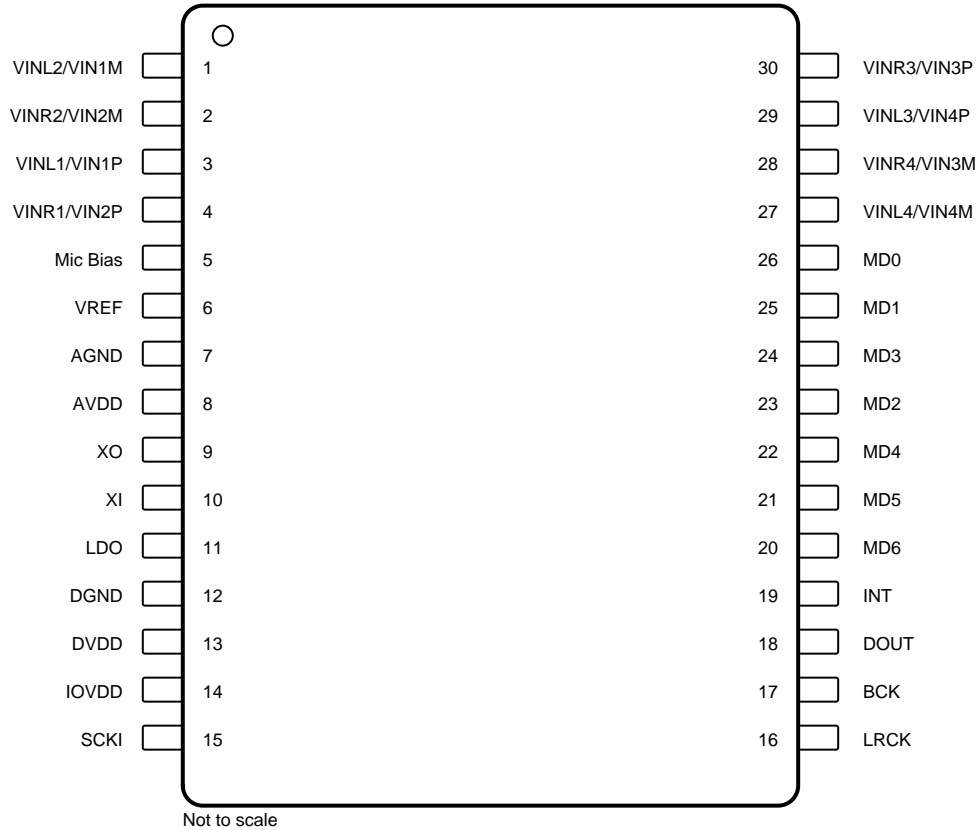 VINL2/VIN1M 1 30 VINR3/VIN3P
VINR2/VIN2M 2 29 VINL3/VIN4P
VINL1/VIN1P 3 28 VINR4/VIN3M
VINR1/VIN2P 4 27 VINL4/VIN4M
Mic Bias 5 26 MD0
VREF 6 25 MD1
AGND 7 24 MD3
AVDD 8 23 MD2
XO 9 22 MD4
XI 10 21 MD5
LDO 11 20 MD6
DGND 12 19 INT
DVDD 13 18 DOUT
IOVDD 14 17 BCK
SCKI 15 16 LRCK
Not to scale